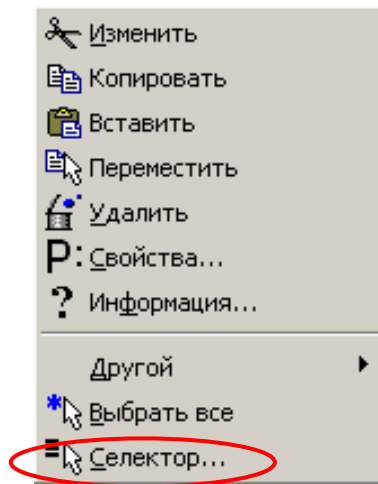 Изменить
Копировать
Вставить
Переместить
Удалить
P: Свойства...
? Информация...
Другой
Выбрать все
Селектор...